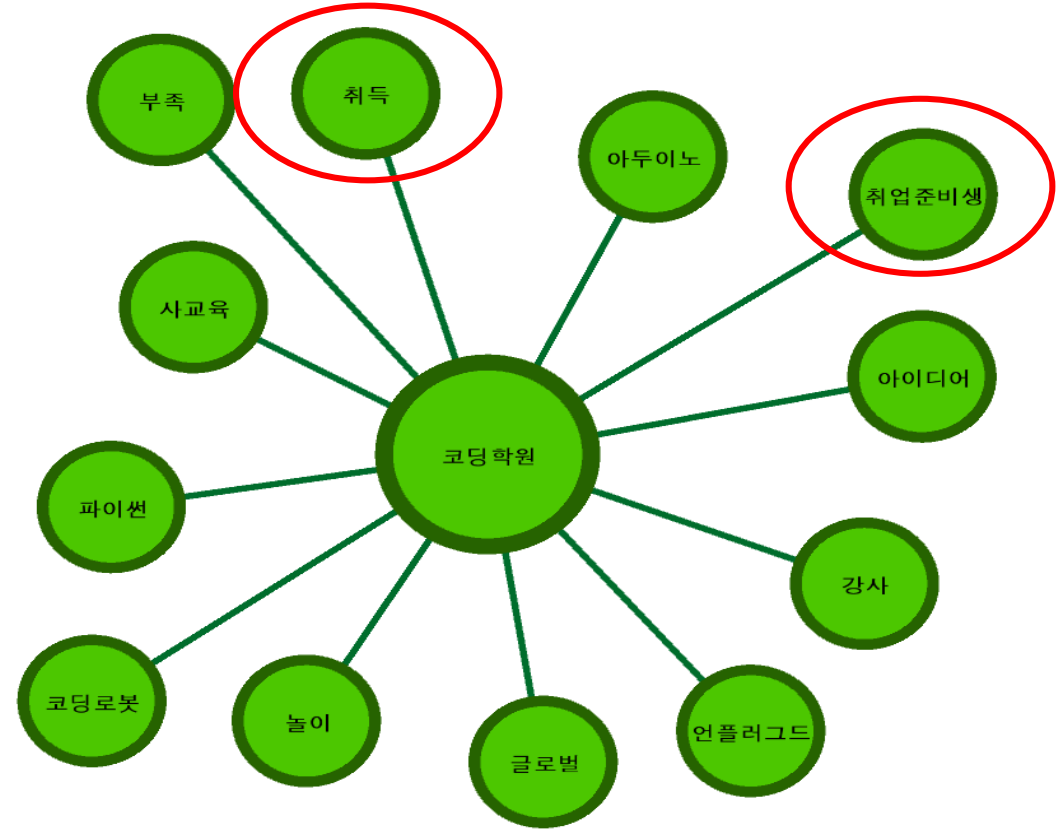 부족
취득
아두이노
취업준비생
사교육
아이디어
코딩학원
파이썬
강사
코딩로봇
놀이
글로벌
언플러그드